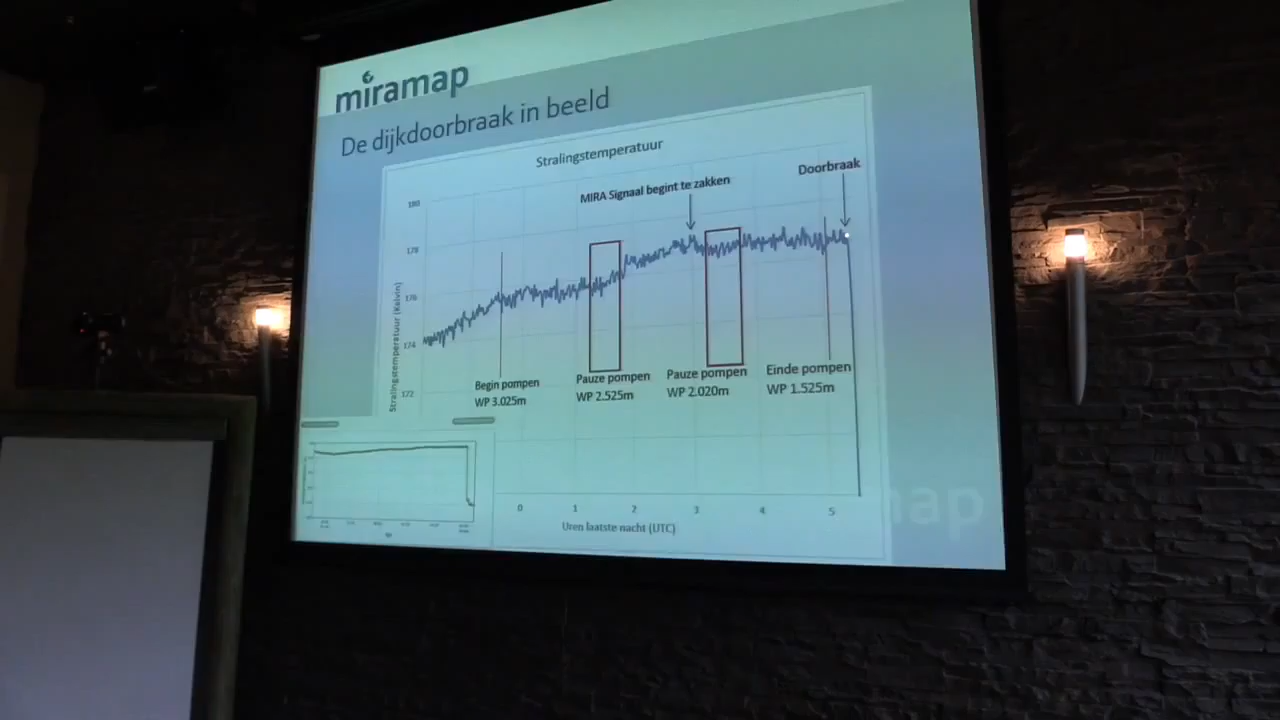 miramap
De dijkdoorbraak in beeld
Stralingstemperatuur
Doorbraak
MIRA Signaal begint te zakken
180
178
176
174
172
Stralingstemperatuur (Kelvin)
Begin pompen
WP 3.025m
Pauze pompen
WP 2.525m
Pauze pompen
WP 2.020m
Einde pompen
WP 1.525m
0 1 2 3 4 5
Uren laatste nacht (UTC)
map